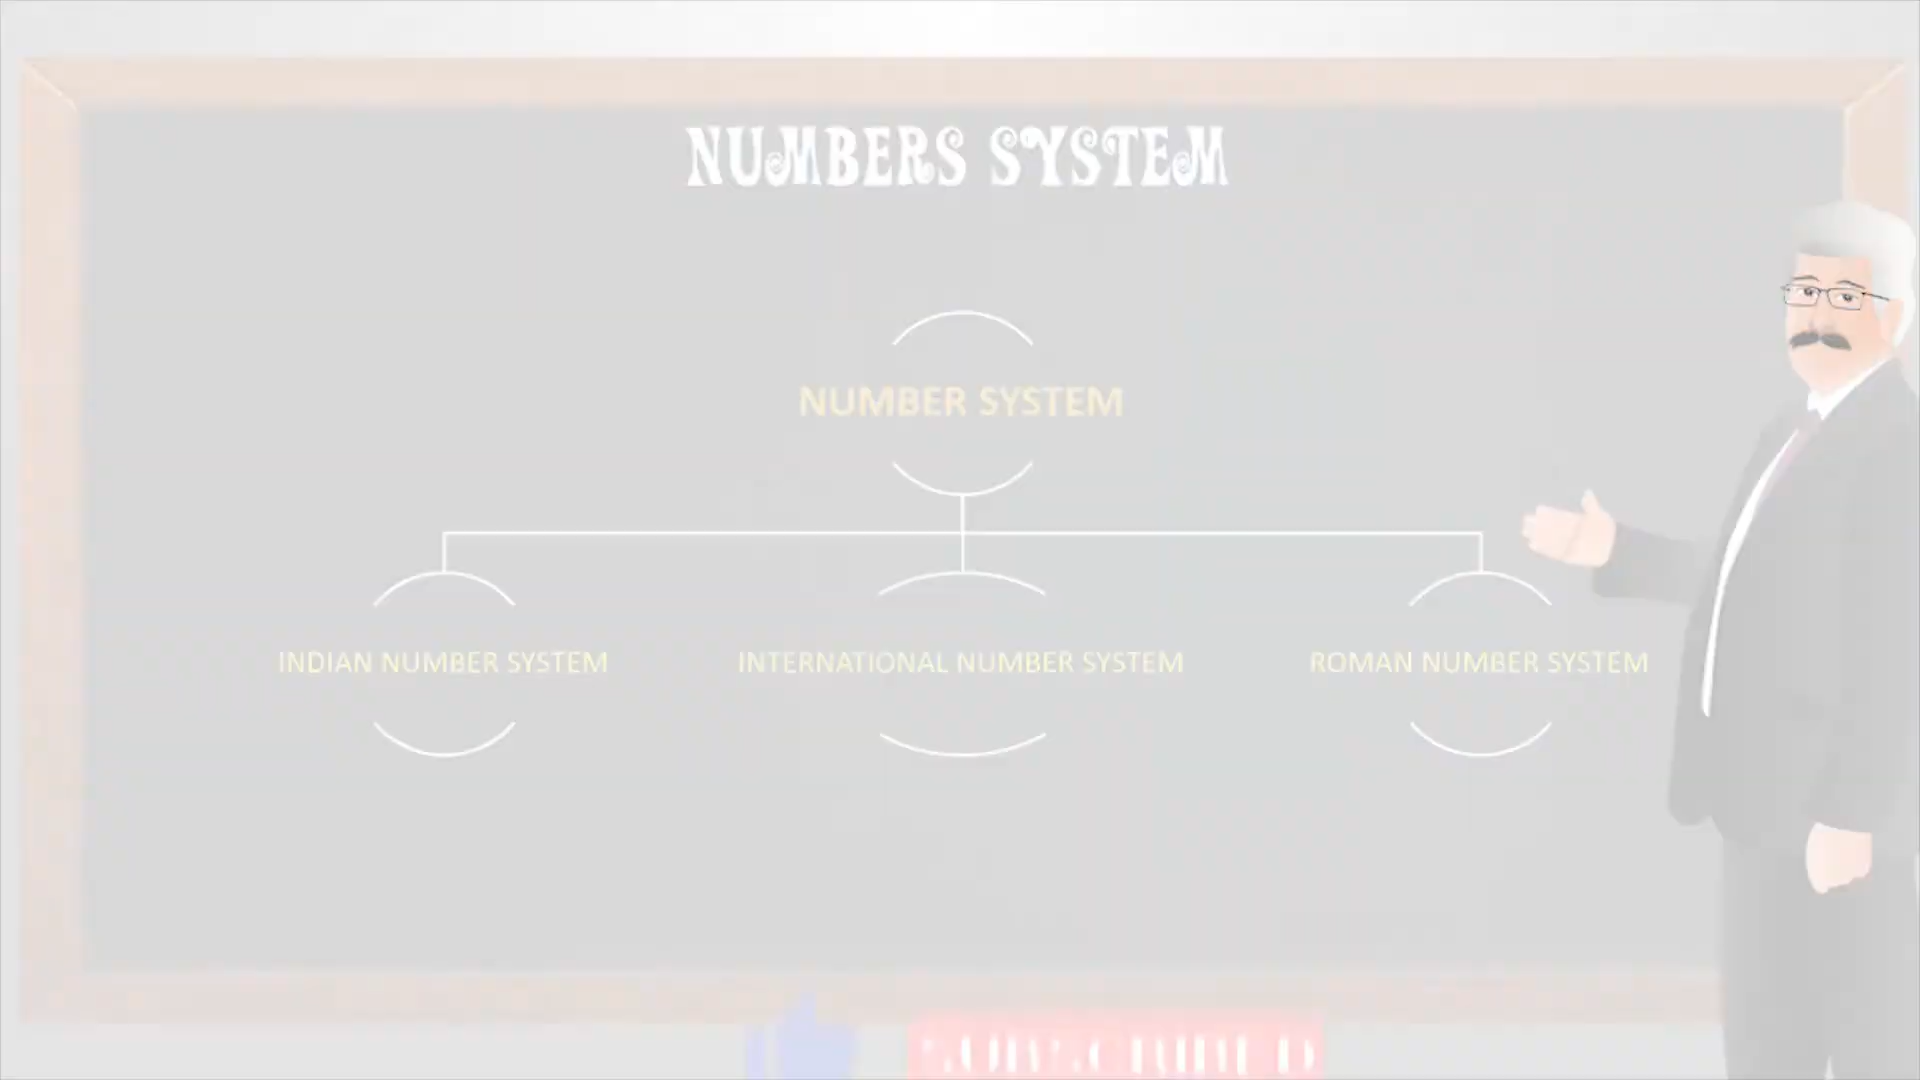 NUMBERS SYSTEM
NUMBER SYSTEM
INDIAN NUMBER SYSTEM
INTERNATIONAL NUMBER SYSTEM
ROMAN NUMBER SYSTEM